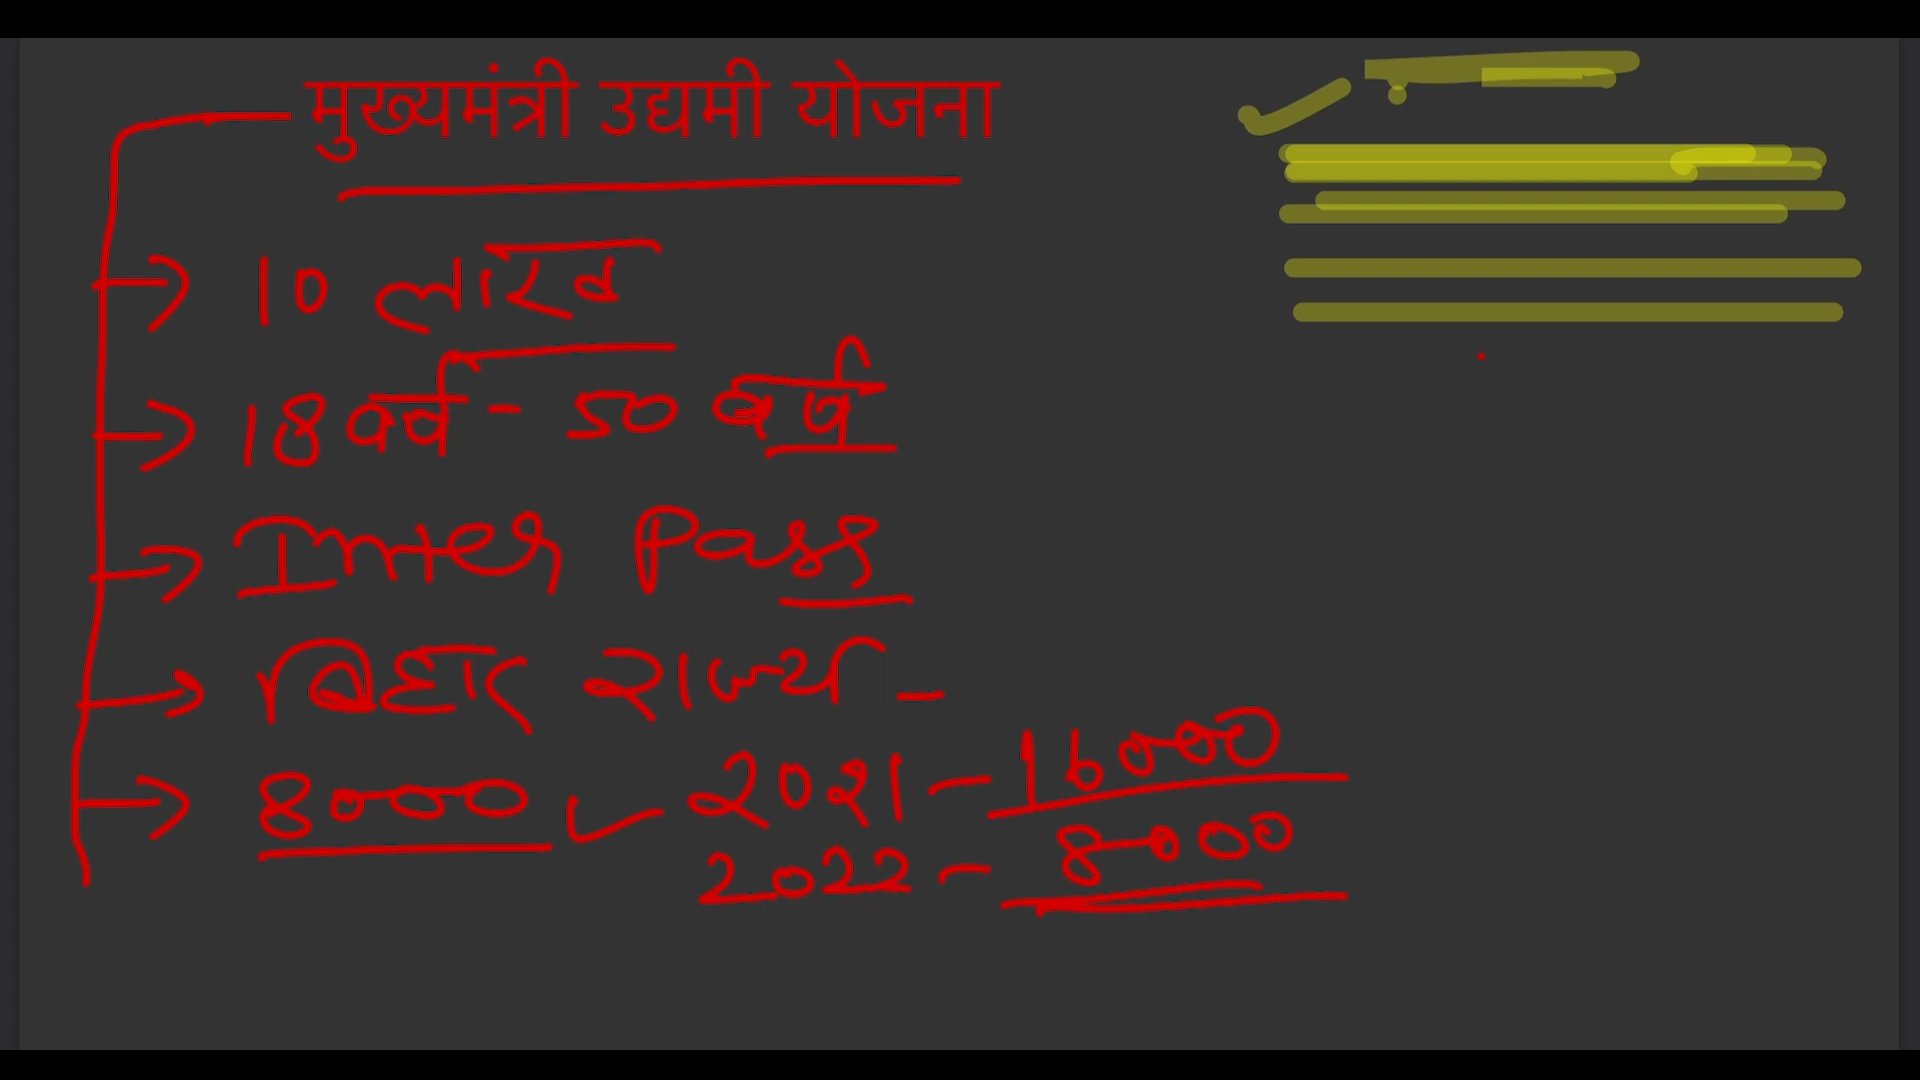 मुख्यमंत्री उद्यमी योजना
10 लाख
18 वर्ष - 50 वर्ष
Inter Pass
बिहार राज्य -
8000 ✓ 2021 - 16000
2022 - 8000